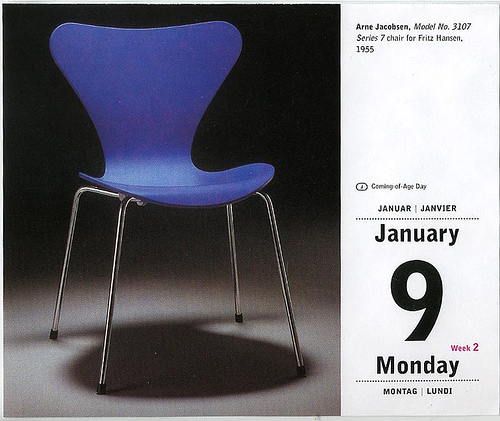 Arne Jacobsen, Model No. 3107
Series 7 chair for Fritz Hansen,
1955
J Coming-of-Age Day
JANUAR | JANVIER
January
9
Week 2
Monday
MONTAG | LUNDI